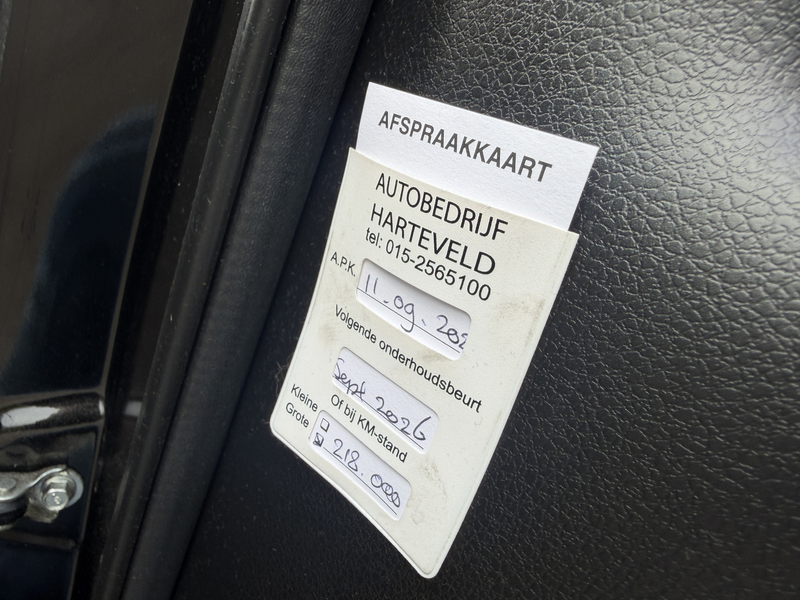 AFSPRAAKKAART
AUTOBEDRIJF
HARTEVELD
tel: 015-2565100
A.P.K. 11-09-202
Volgende onderhoudsbeurt
Sept 2026
Of bij KM-stand
Kleine
Grote 218.000